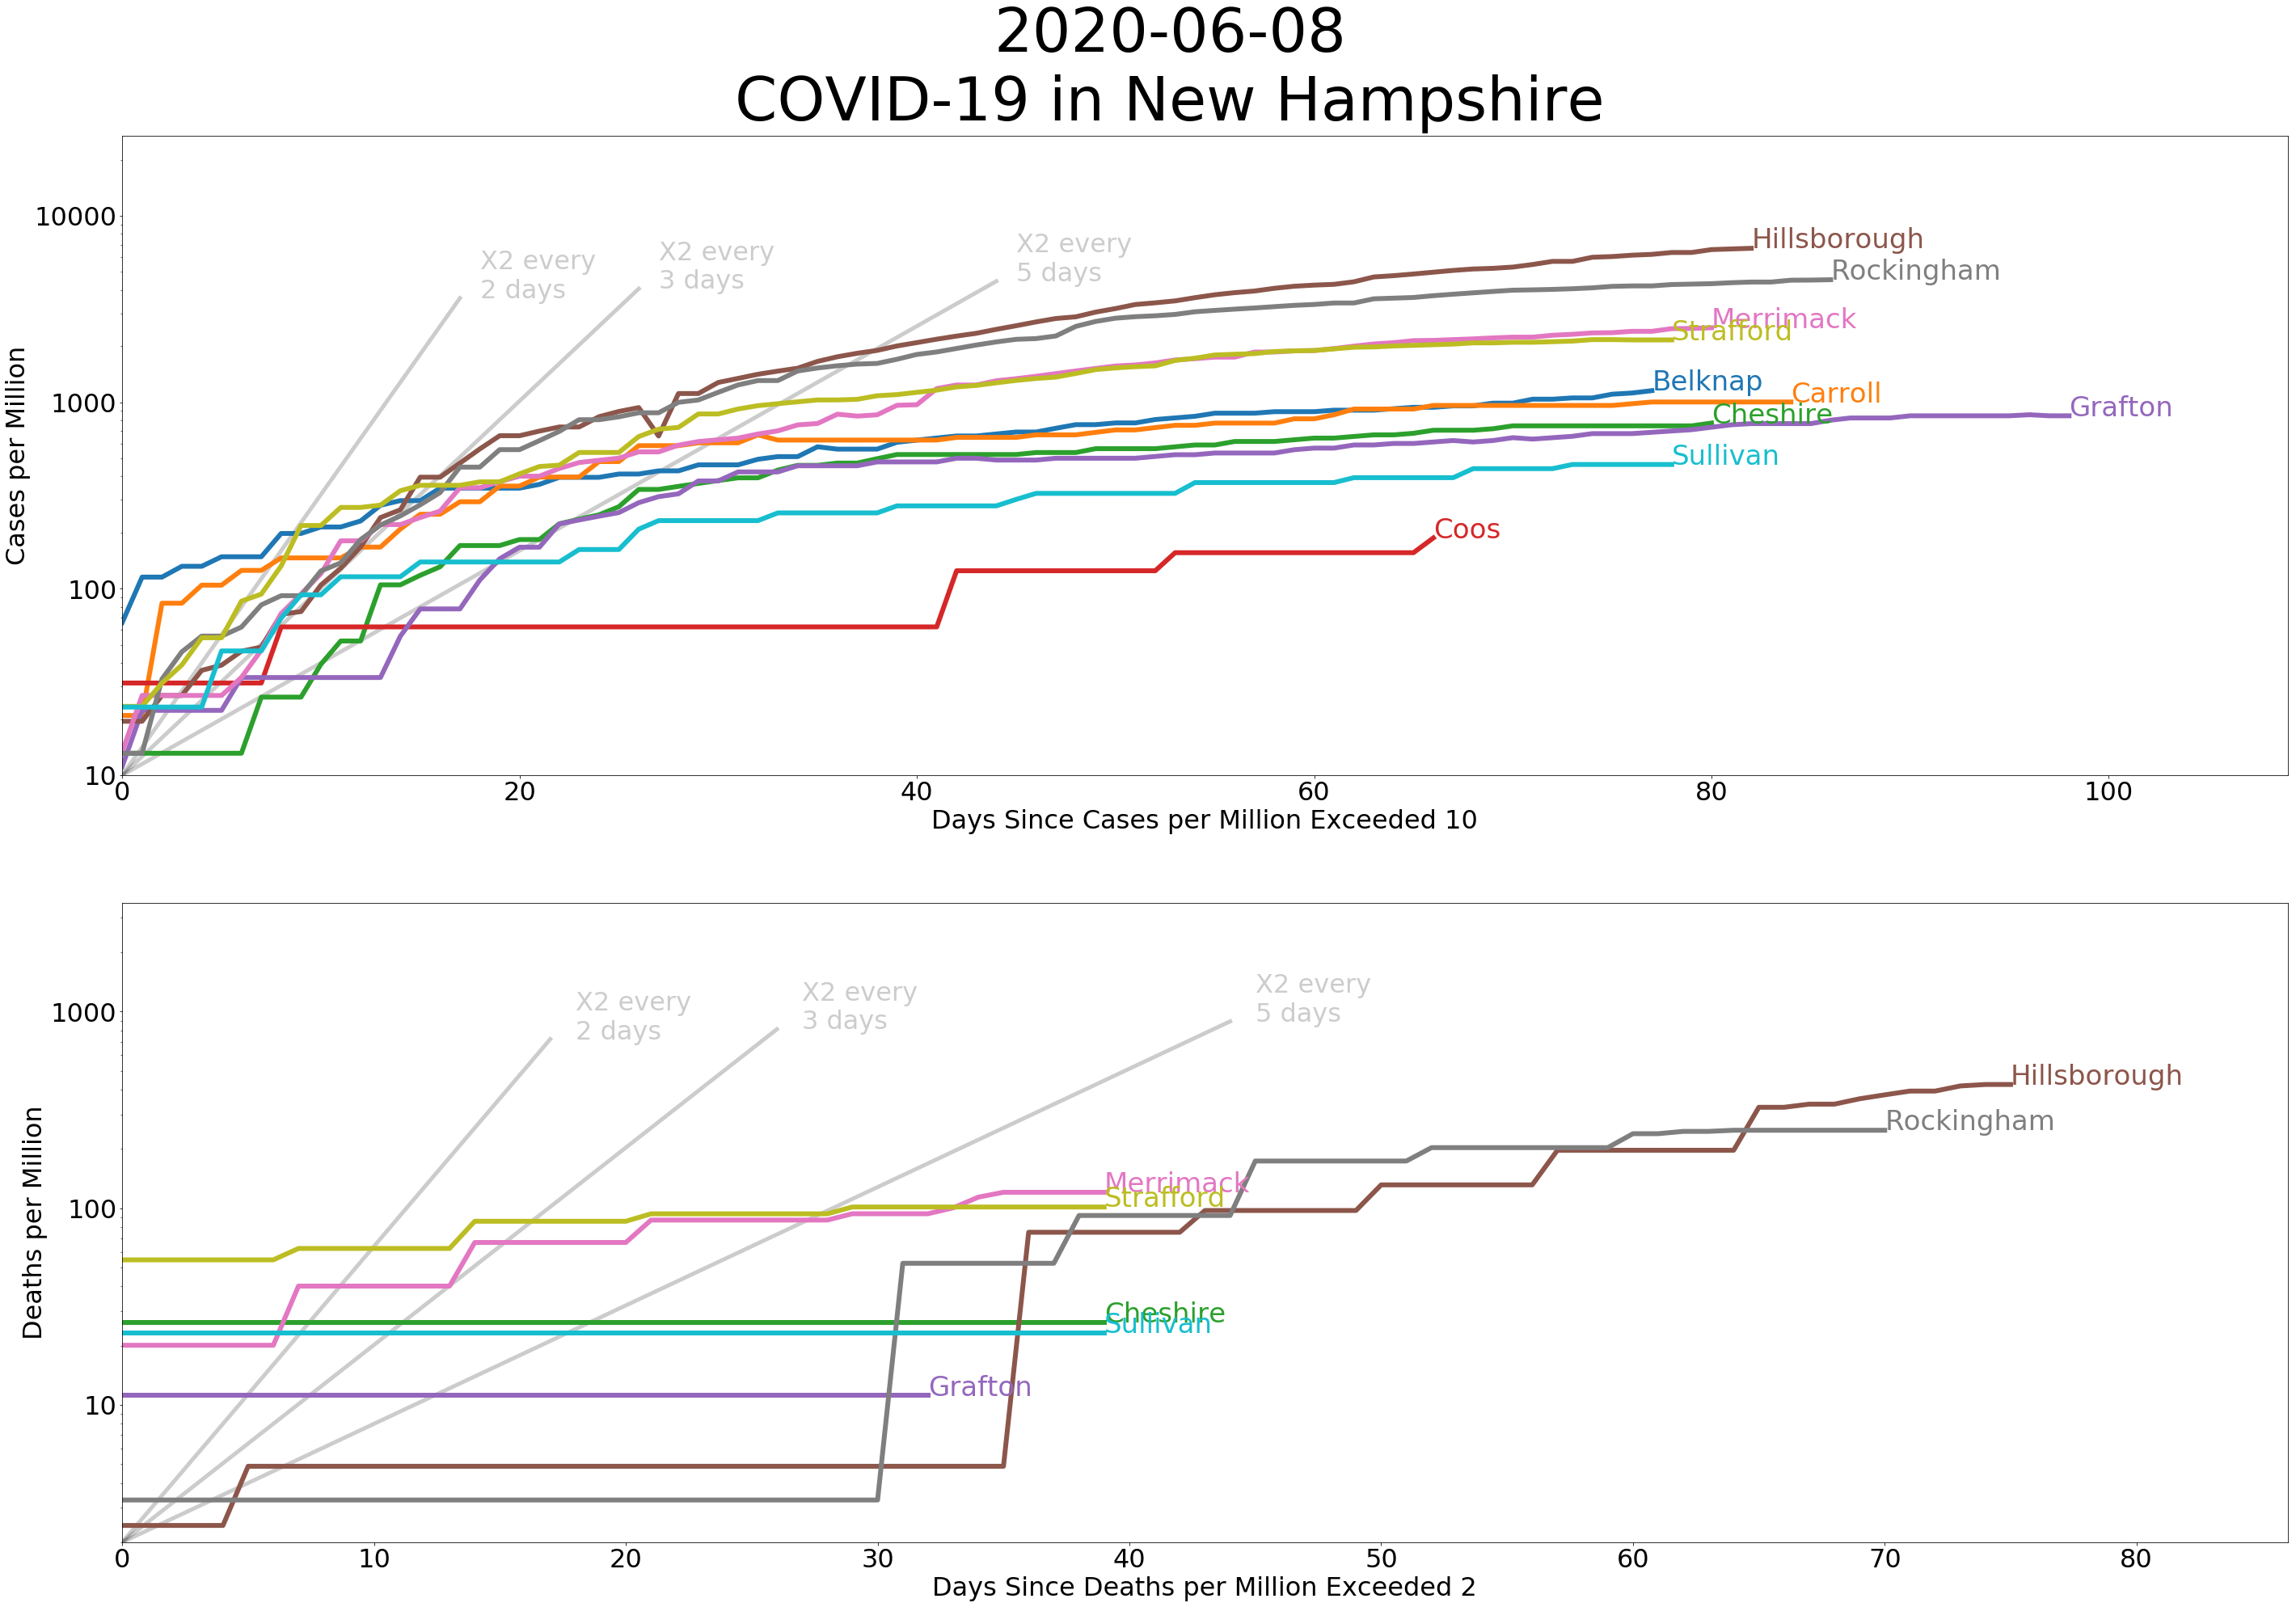 2020-06-08
COVID-19 in New Hampshire
10000
1000
100
10
Cases per Million
X2 every
2 days
X2 every
3 days
X2 every
5 days
Hillsborough
Rockingham
Merrimack
Strafford
Belknap
Carroll
Cheshire
Grafton
Sullivan
Coos
0 20 40 60 80 100
Days Since Cases per Million Exceeded 10
1000
100
10
Deaths per Million
X2 every
2 days
X2 every
3 days
X2 every
5 days
Hillsborough
Rockingham
Merrimack
Strafford
Cheshire
Sullivan
Grafton
0 10 20 30 40 50 60 70 80
Days Since Deaths per Million Exceeded 2